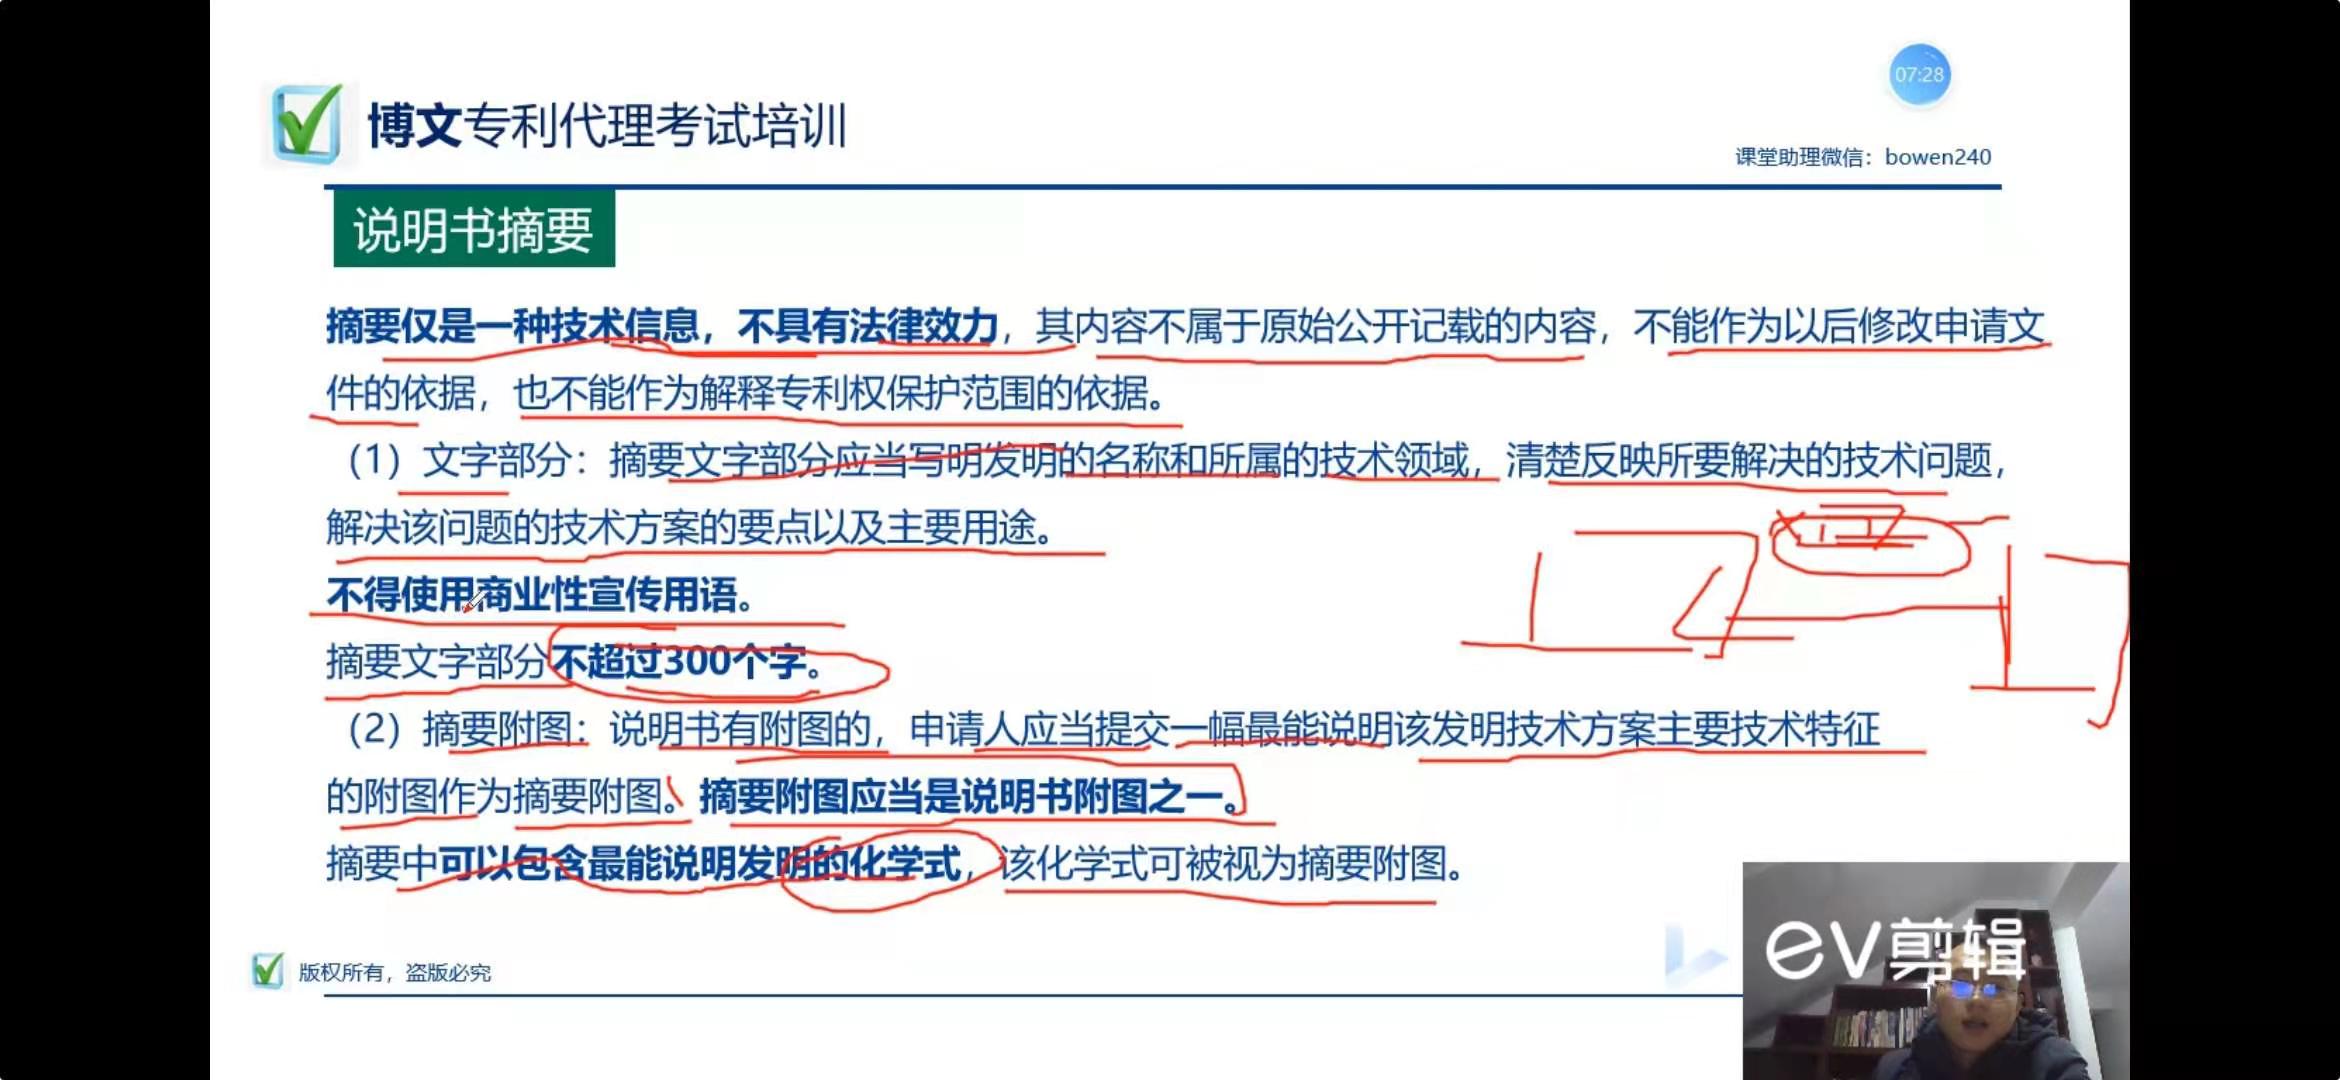 07:28
博文专利代理考试培训
课堂助理微信：bowen240
说明书摘要
摘要仅是一种技术信息，不具有法律效力，其内容不属于原始公开记载的内容，不能作为以后修改申请文
件的依据，也不能作为解释专利权保护范围的依据。
（1）文字部分：摘要文字部分应当写明发明的名称和所属的技术领域，清楚反映所要解决的技术问题，
解决该问题的技术方案的要点以及主要用途。
不得使用商业性宣传用语。
摘要文字部分不超过300个字。
（2）摘要附图：说明书有附图的，申请人应当提交一幅最能说明该发明技术方案主要技术特征
的附图作为摘要附图。摘要附图应当是说明书附图之一。
摘要中可以包含最能说明发明的化学式，该化学式可被视为摘要附图。
版权所有，盗版必究
eV剪辑